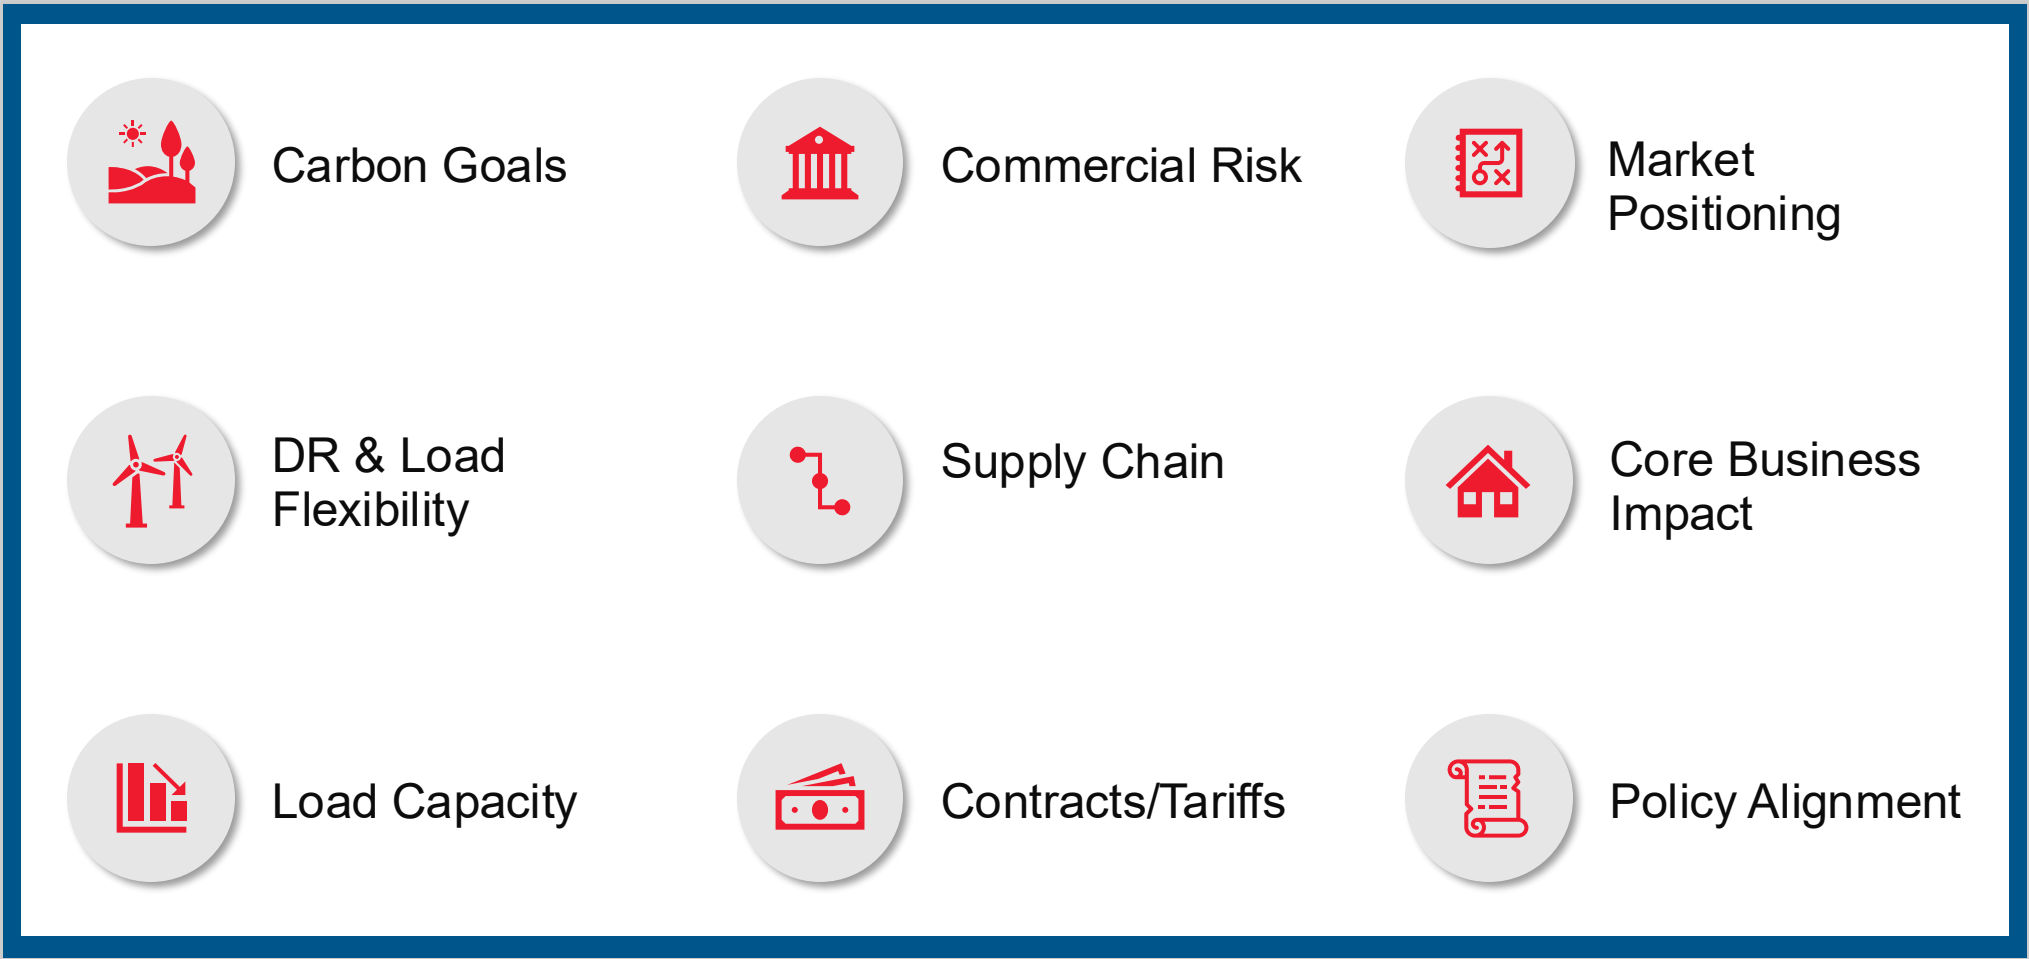 Carbon Goals
Commercial Risk
Market
Positioning
DR & Load
Flexibility
Supply Chain
Core Business
Impact
Load Capacity
Contracts/Tariffs
Policy Alignment